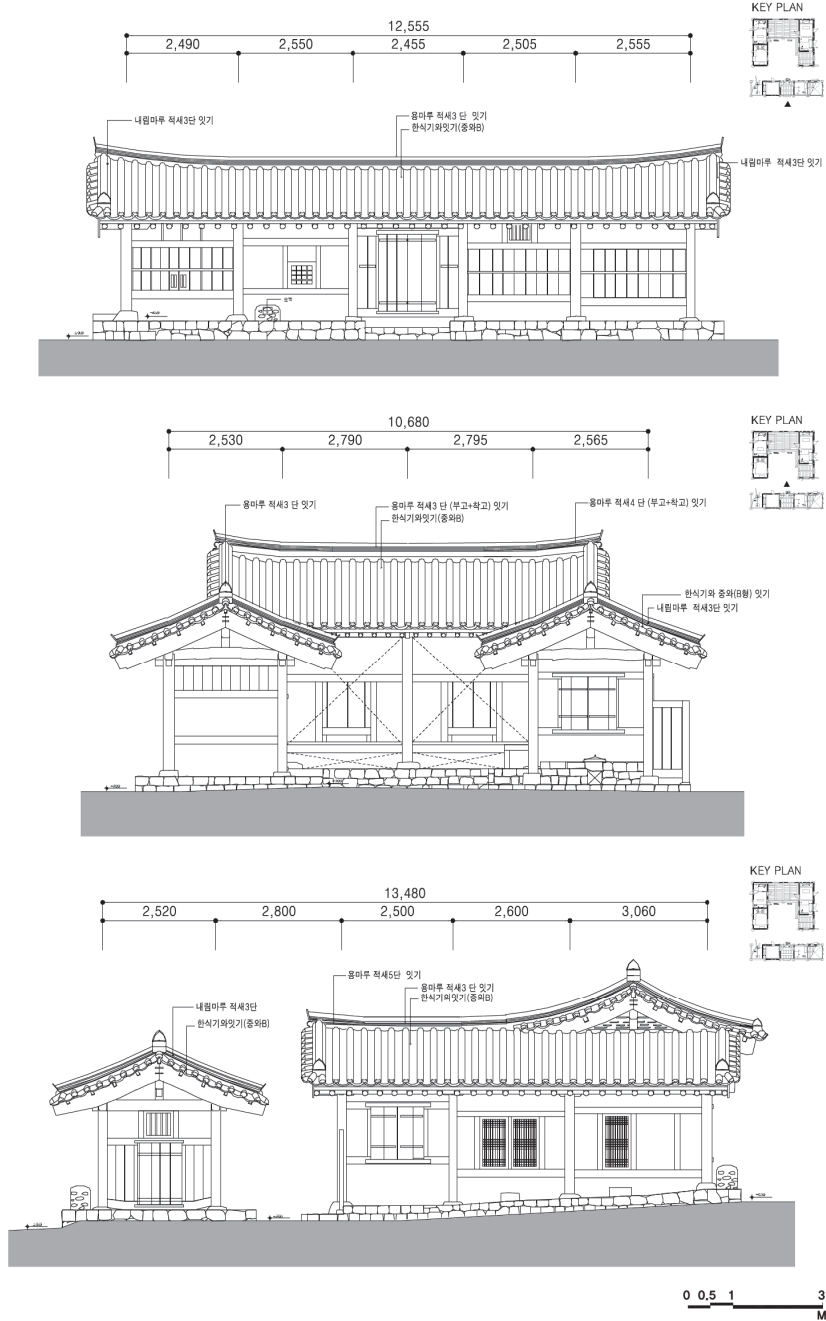 KEY PLAN
12,555
2,490 2,550 2,455 2,505 2,555
내림마루 적새3단 잇기
용마루 적새3 단 잇기
한식기와잇기(중와B)
내림마루 적새3단 잇기
KEY PLAN
10,680
2,530 2,790 2,795 2,565
용마루 적새3 단 잇기
용마루 적새3 단 (부고+착고) 잇기
한식기와잇기(중와B)
용마루 적새4 단 (부고+착고) 잇기
한식기와 중와(B형) 잇기
내림마루 적새3단 잇기
KEY PLAN
13,480
2,520 2,800 2,500 2,600 3,060
용마루 적새5단 잇기
용마루 적새3 단 잇기
한식기와잇기(중와B)
내림마루 적새3단
한식기와잇기(중와B)
0 0.5 1 3
M